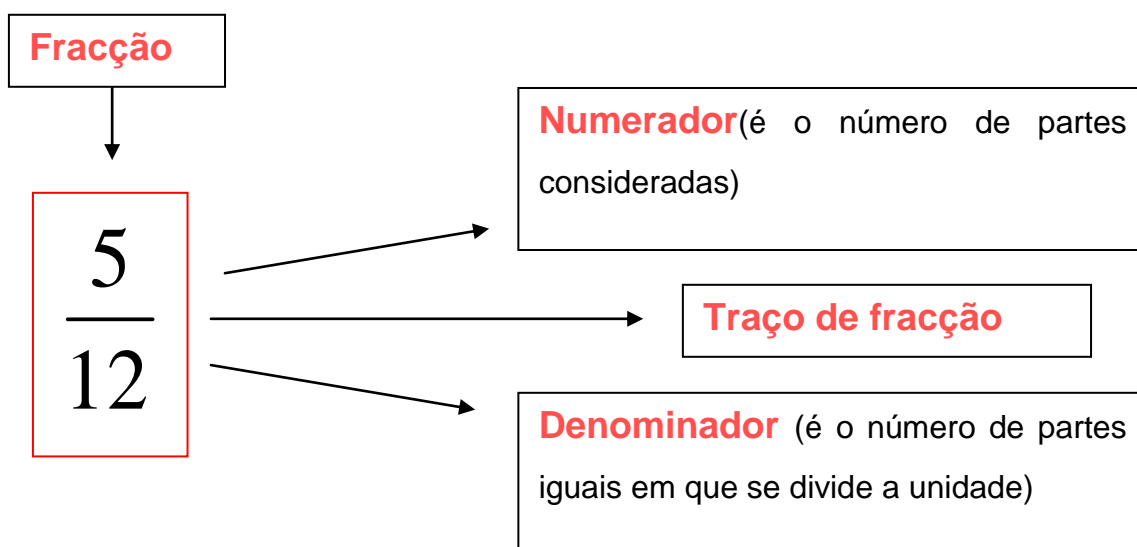 Fracção
Numerador(é o número de partes
consideradas)
5
12
Traço de fracção
Denominador (é o número de partes
iguais em que se divide a unidade)